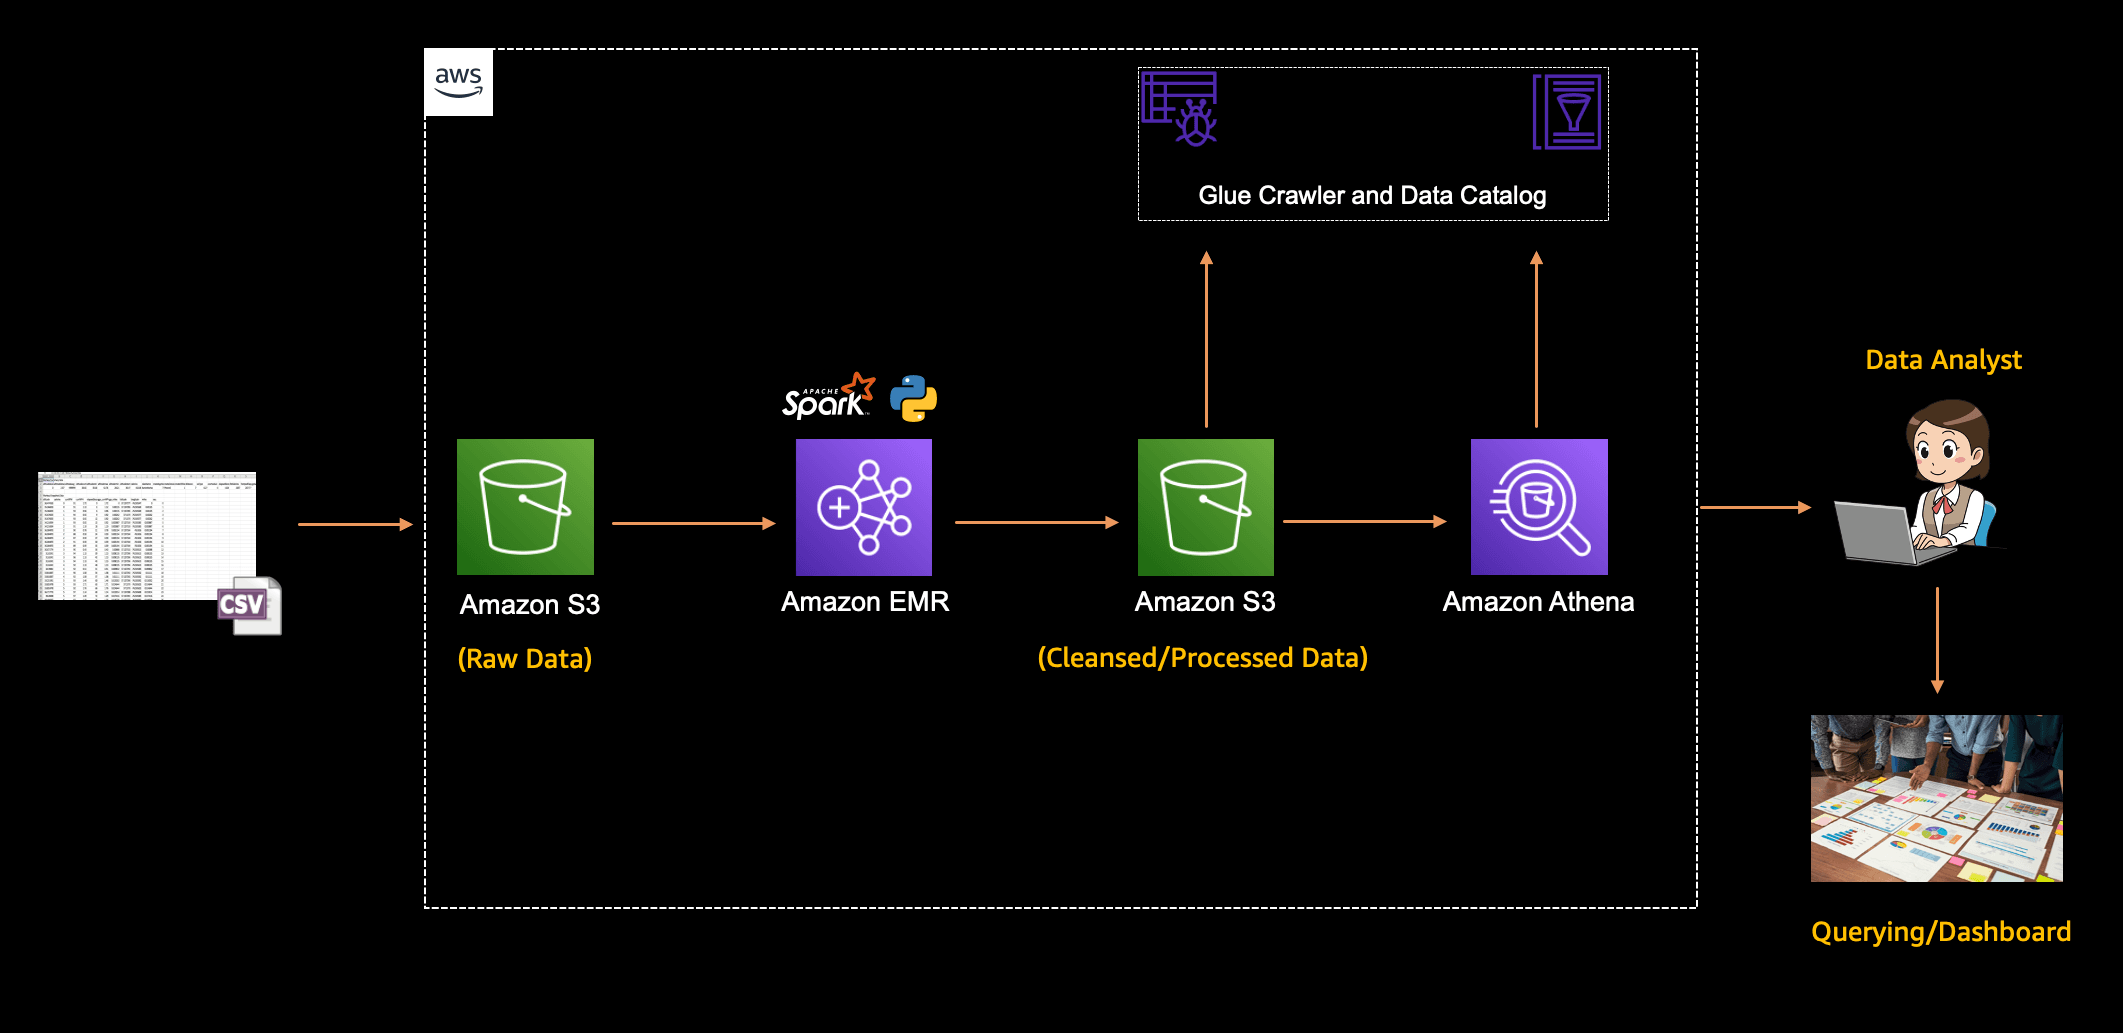 aws
Glue Crawler and Data Catalog
Data Analyst
APACHE
Spark
CSV
Amazon S3
(Raw Data)
Amazon EMR
Amazon S3
(Cleansed/Processed Data)
Amazon Athena
Querying/Dashboard